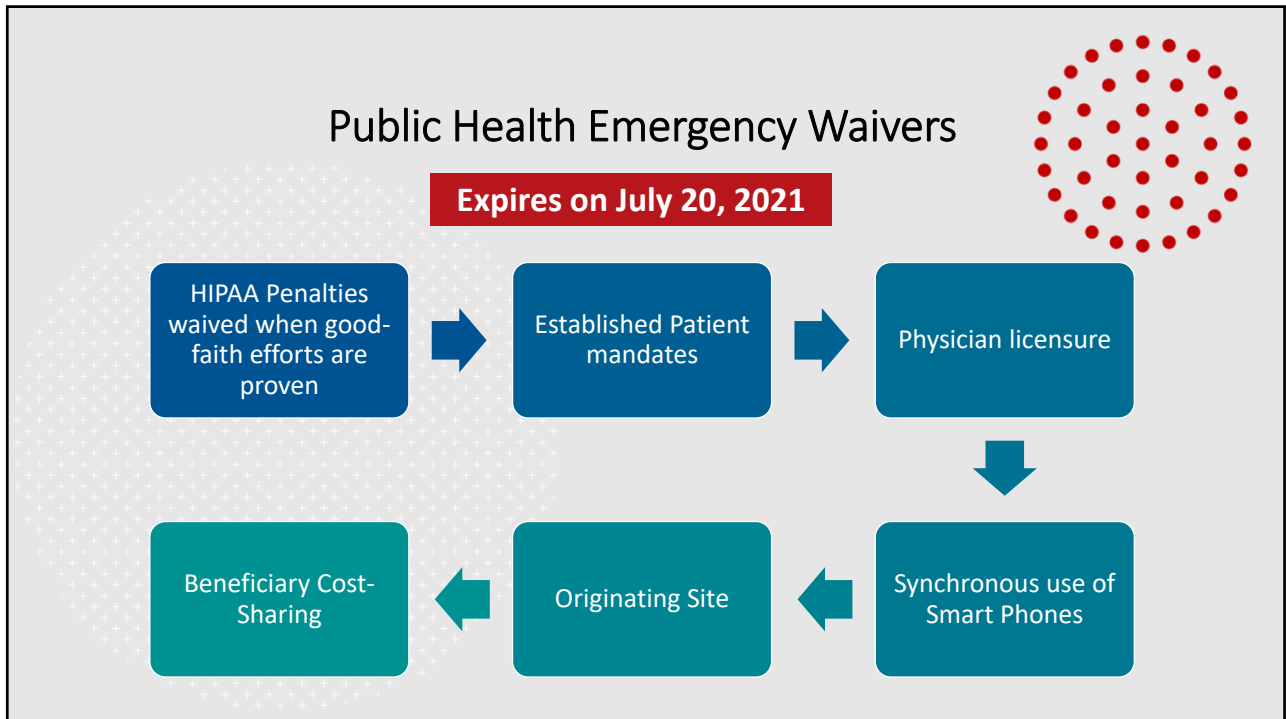 Public Health Emergency Waivers
Expires on July 20, 2021
HIPAA Penalties
waived when good-
faith efforts are
proven
Established Patient
mandates
Physician licensure
Synchronous use of
Smart Phones
Originating Site
Beneficiary Cost-
Sharing